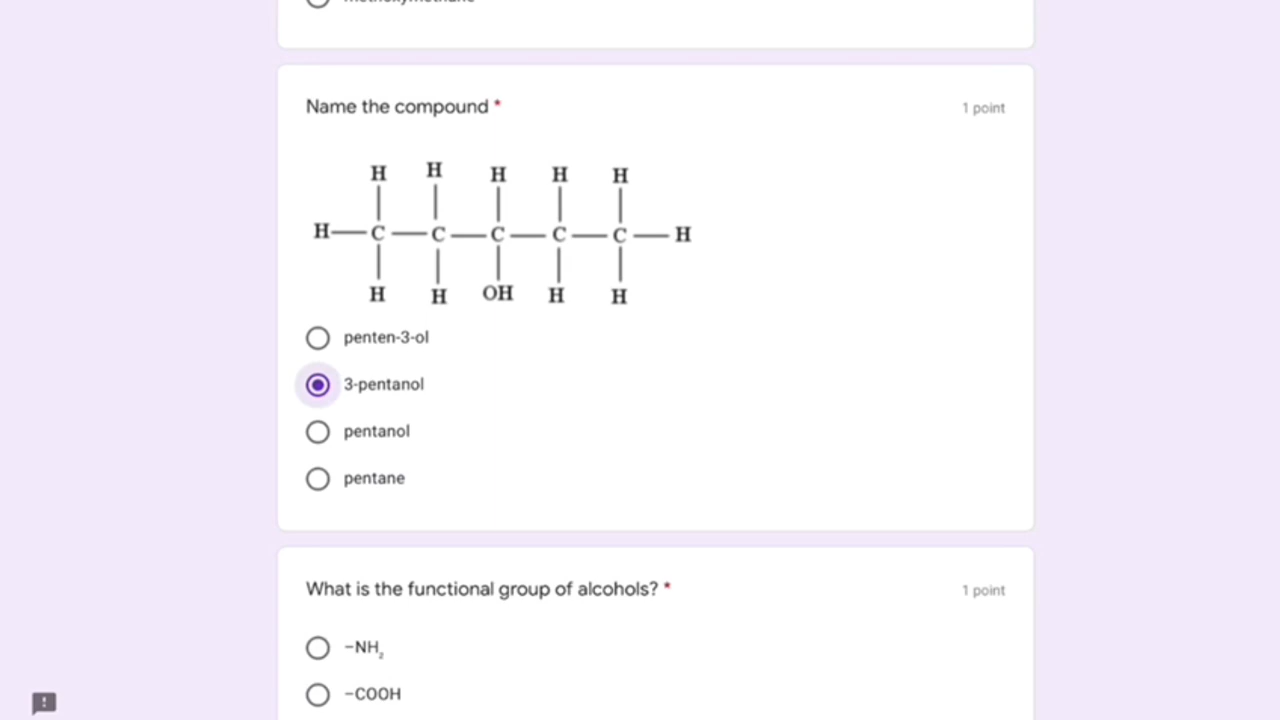 Name the compound *
1 point
H H H H H
H C C C C C H
H H OH H H
penten-3-ol
3-pentanol
pentanol
pentane
What is the functional group of alcohols? *
1 point
-NH₂
-COOH